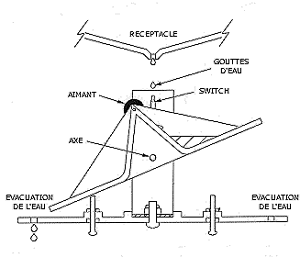 RECEPTACLE
GOUTTES
D'EAU
AIMANT
SWITCH
AXE
EVACUATION
DE L'EAU
EVACUATION
DE L'EAU